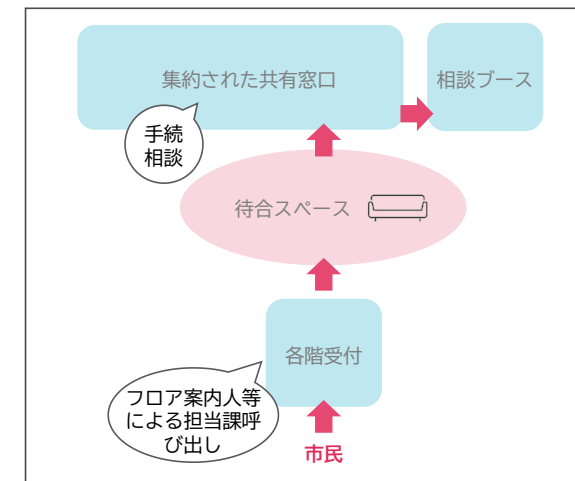 集約された共有窓口
相談ブース
手続
相談
待合スペース
各階受付
フロア案内人等
による担当課呼
び出し
市民